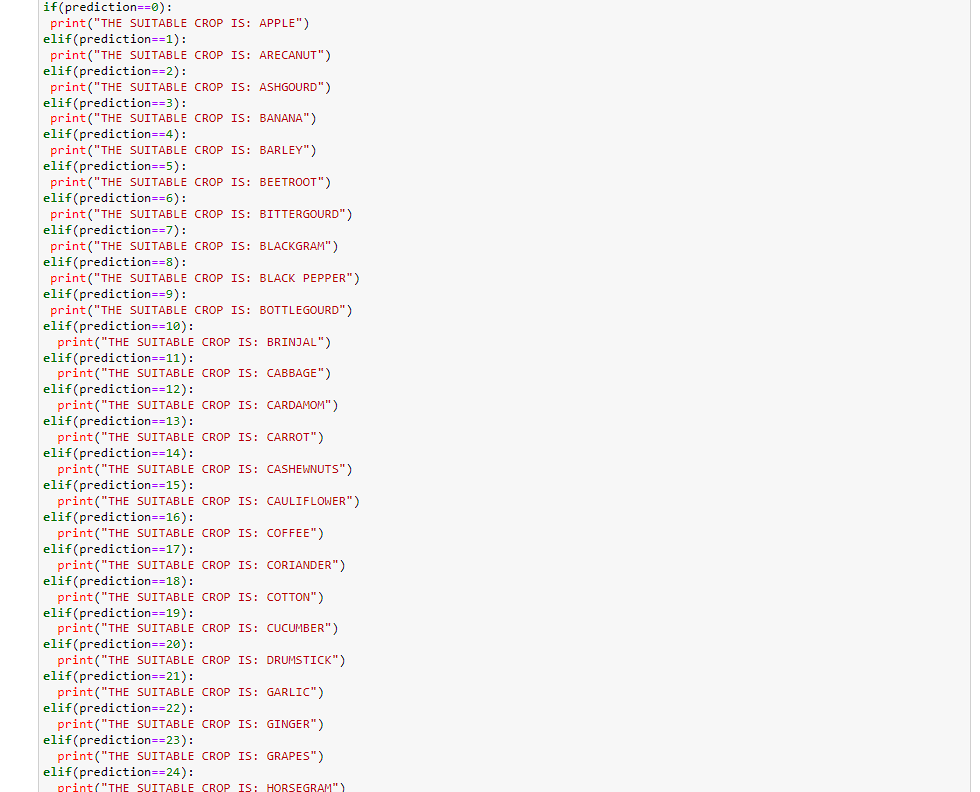 if(prediction==0):
 print("THE SUITABLE CROP IS: APPLE")
elif(prediction==1):
 print("THE SUITABLE CROP IS: ARECANUT")
elif(prediction==2):
 print("THE SUITABLE CROP IS: ASHGOURD")
elif(prediction==3):
 print("THE SUITABLE CROP IS: BANANA")
elif(prediction==4):
 print("THE SUITABLE CROP IS: BARLEY")
elif(prediction==5):
 print("THE SUITABLE CROP IS: BEETROOT")
elif(prediction==6):
 print("THE SUITABLE CROP IS: BITTERGOURD")
elif(prediction==7):
 print("THE SUITABLE CROP IS: BLACKGRAM")
elif(prediction==8):
 print("THE SUITABLE CROP IS: BLACK PEPPER")
elif(prediction==9):
 print("THE SUITABLE CROP IS: BOTTLEGOURD")
elif(prediction==10):
  print("THE SUITABLE CROP IS: BRINJAL")
elif(prediction==11):
  print("THE SUITABLE CROP IS: CABBAGE")
elif(prediction==12):
  print("THE SUITABLE CROP IS: CARDAMOM")
elif(prediction==13):
  print("THE SUITABLE CROP IS: CARROT")
elif(prediction==14):
  print("THE SUITABLE CROP IS: CASHEWNUTS")
elif(prediction==15):
  print("THE SUITABLE CROP IS: CAULIFLOWER")
elif(prediction==16):
  print("THE SUITABLE CROP IS: COFFEE")
elif(prediction==17):
  print("THE SUITABLE CROP IS: CORIANDER")
elif(prediction==18):
  print("THE SUITABLE CROP IS: COTTON")
elif(prediction==19):
  print("THE SUITABLE CROP IS: CUCUMBER")
elif(prediction==20):
  print("THE SUITABLE CROP IS: DRUMSTICK")
elif(prediction==21):
  print("THE SUITABLE CROP IS: GARLIC")
elif(prediction==22):
  print("THE SUITABLE CROP IS: GINGER")
elif(prediction==23):
  print("THE SUITABLE CROP IS: GRAPES")
elif(prediction==24):
  print("THE SUITABLE CROP IS: HORSEGRAM")